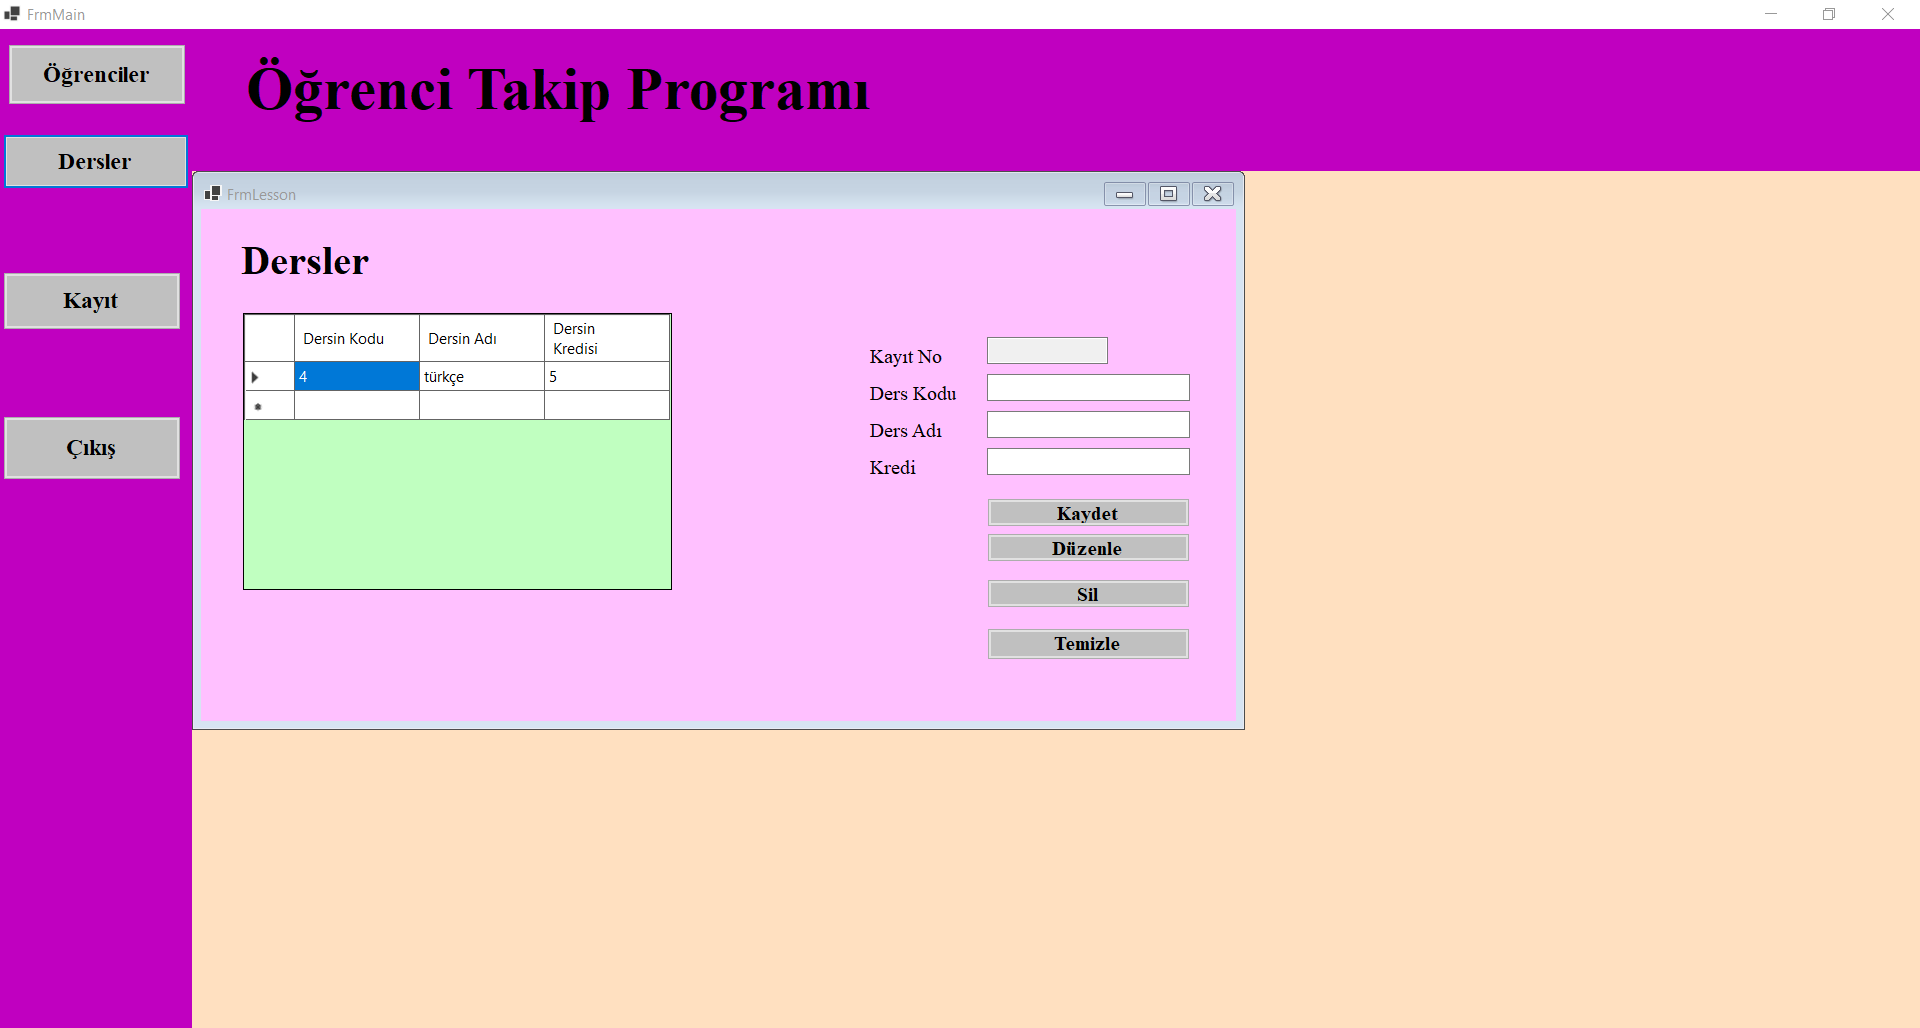 FrmMain
Öğrenciler
Öğrenci Takip Programı
Dersler
Kayıt
Çıkış
FrmLesson
Dersler
Dersin Kodu Dersin Adı Dersin Kredisi
4 türkçe 5
Kayıt No
Ders Kodu
Ders Adı
Kredi
Kaydet
Düzenle
Sil
Temizle